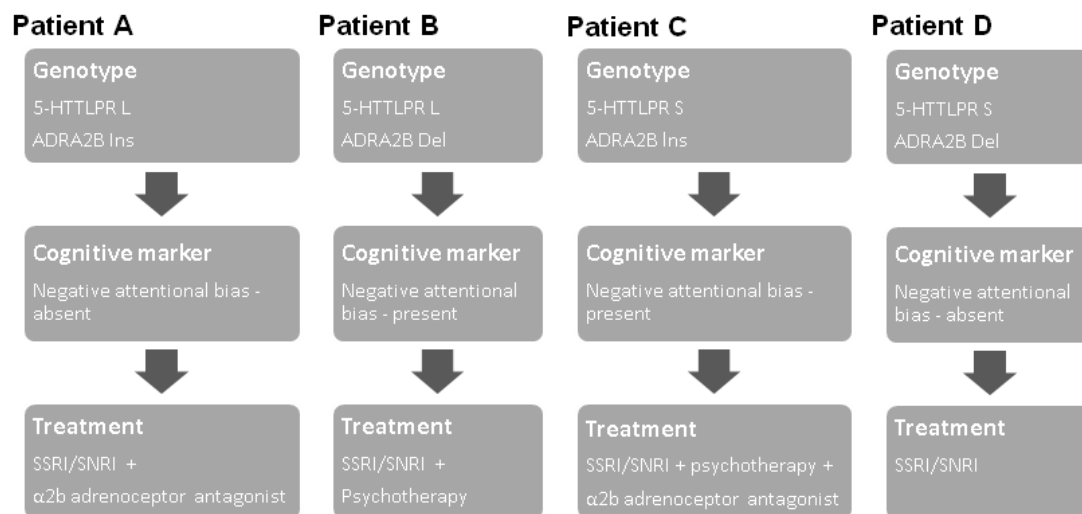 Patient A
Genotype
5-HTTLPR L
ADRA2B Ins
Cognitive marker
Negative attentional bias -
absent
Treatment
SSRI/SNRI +
α2b adrenoceptor antagonist
Patient B
Genotype
5-HTTLPR L
ADRA2B Del
Cognitive marker
Negative attentional
bias - present
Treatment
SSRI/SNRI +
Psychotherapy
Patient C
Genotype
5-HTTLPR S
ADRA2B Ins
Cognitive marker
Negative attentional bias -
present
Treatment
SSRI/SNRI + psychotherapy +
α2b adrenoceptor antagonist
Patient D
Genotype
5-HTTLPR S
ADRA2B Del
Cognitive marker
Negative attentional
bias - absent
Treatment
SSRI/SNRI